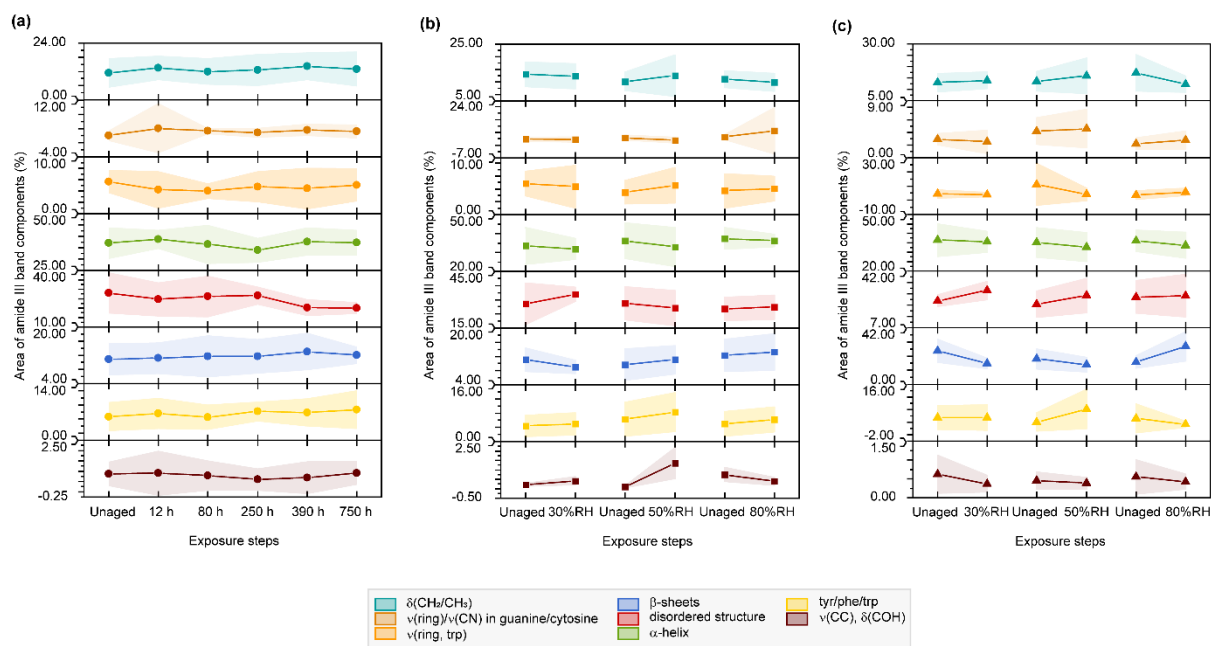 (a)
(b)
(c)
Area of amide III band components (%)
24.00
0.00
12.00
4.00
10.00
0.00
50.00
25.00
40.00
10.00
20.00
4.00
14.00
9.00
2.50
-0.25
Unaged 12 h 80 h 250 h 390 h 750 h
Exposure steps
Area of amide III band components (%)
25.00
5.00
24.00
-7.00
10.00
0.00
50.00
20.00
45.00
15.00
20.00
4.00
16.00
0.00
2.50
-0.50
Unaged 30%RH Unaged 50%RH Unaged 80%RH
Exposure steps
Area of amide III band components (%)
30.00
5.00
9.00
0.00
30.00
-10.00
50.00
20.00
42.00
7.00
42.00
0.00
16.00
-2.00
1.50
0.00
Unaged 30%RH Unaged 50%RH Unaged 80%RH
Exposure steps
δ(CH₂/CH₃)
ν(ring)/ν(CN) in guanine/cytosine
ν(ring, trp)
β-sheets
disordered structure
α-helix
tyr/phe/trp
ν(CC), δ(COH)